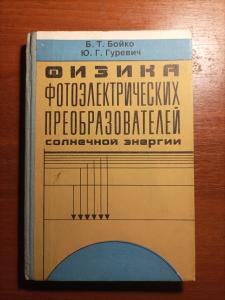 Б. Т. Бойко
Ю. Г. Гуревич
ФИЗИКА
ФОТОЭЛЕКТРИЧЕСКИХ
ПРЕОБРАЗОВАТЕЛЕЙ
СОЛНЕЧНОЙ ЭНЕРГИИ